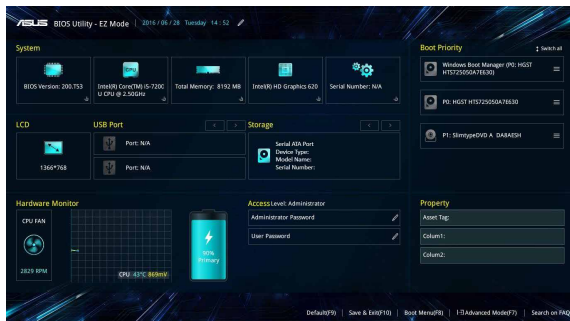 ASUS BIOS Utility - EZ Mode | 2016/06/28 Tuesday 14:52
System
BIOS Version: 200.T53
Intel(R) Core(TM) i5-7200
U CPU @ 2.50GHz
Total Memory: 8192 MB
Intel(R) HD Graphics 620
Serial Number: N/A
LCD
1366*768
USB Port
Port: N/A
Port: N/A
Storage
Serial ATA Port
Device Type:
Model Name:
Serial Number:
Hardware Monitor
CPU FAN
2829 RPM
CPU 43°C 869mV
90%
Primary
Access Level: Administrator
Administrator Password
User Password
Boot Priority
Switch all
Windows Boot Manager (P0: HGST
HTS725050A7E630)
P0: HGST HTS725050A7E630
P1: SlimtypeDVD A DA8AESH
Property
Asset Tag:
Colum1:
Colum2:
Default(F9) | Save & Exit(F10) | Boot Menu(F8) | Advanced Mode(F7) | Search on FAQ